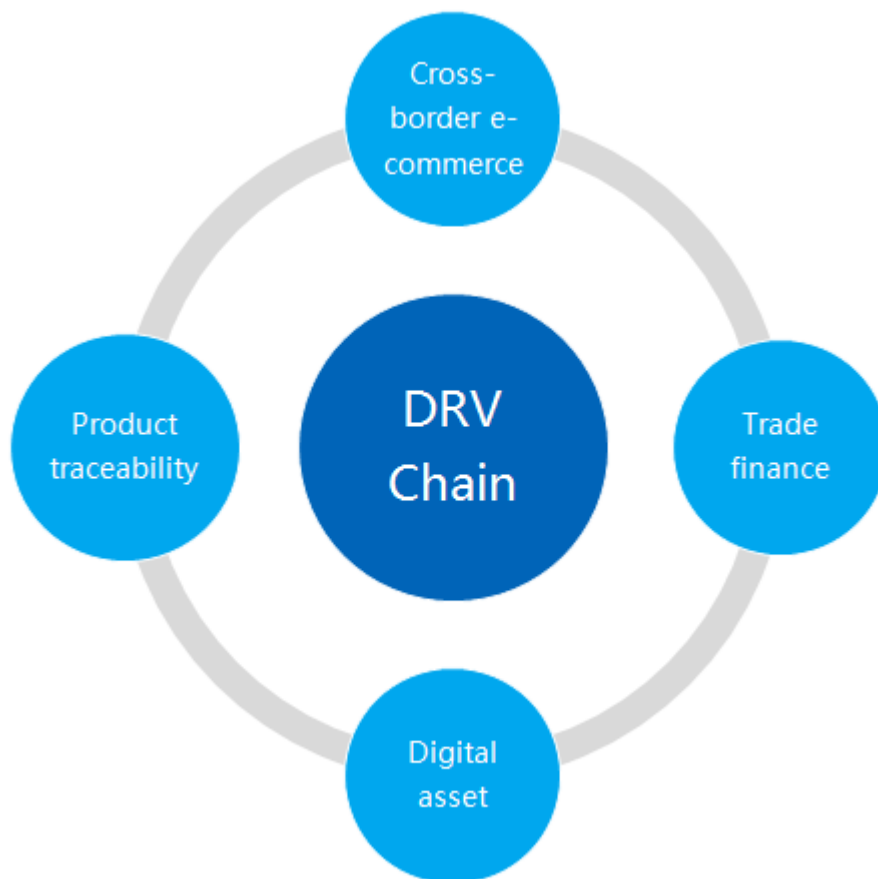 Cross-
border e-
commerce
Product
traceability
DRV
Chain
Trade
finance
Digital
asset